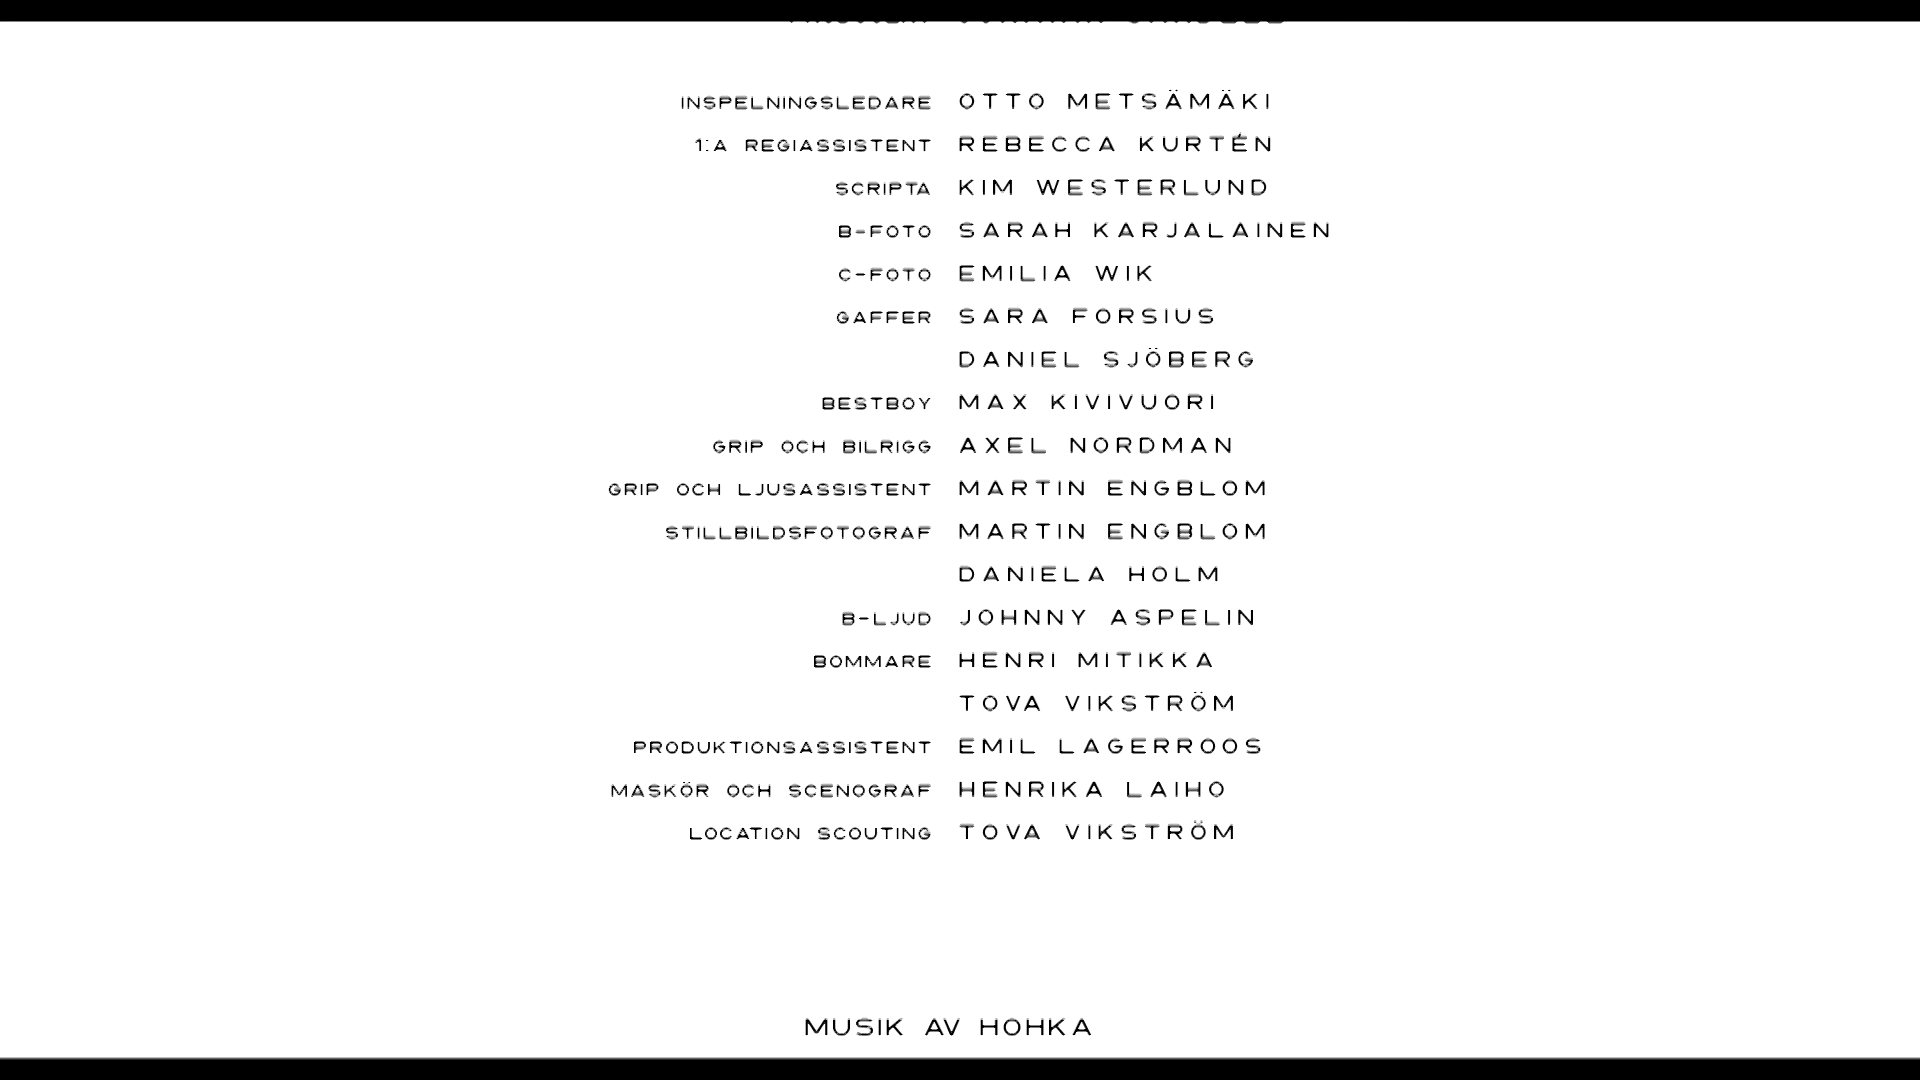 INSPELNINGSLEDARE OTTO METSÄMÄKI
1:A REGIASSISTENT REBECCA KURTÉN
SCRIPTA KIM WESTERLUND
B-FOTO SARAH KARJALAINEN
C-FOTO EMILIA WIK
GAFFER SARA FORSIUS
DANIEL SJÖBERG
BESTBOY MAX KIVIVUORI
GRIP OCH BILRIGG AXEL NORDMAN
GRIP OCH LJUSASSISTENT MARTIN ENGBLOM
STILLBILDSFOTOGRAF MARTIN ENGBLOM
DANIELA HOLM
B-LJUD JOHNNY ASPELIN
BOMMARE HENRI MITIKKA
TOVA VIKSTRÖM
PRODUKTIONSASSISTENT EMIL LAGERROOS
MASKÖR OCH SCENOGRAF HENRIKA LAIHO
LOCATION SCOUTING TOVA VIKSTRÖM
MUSIK AV HOHKA